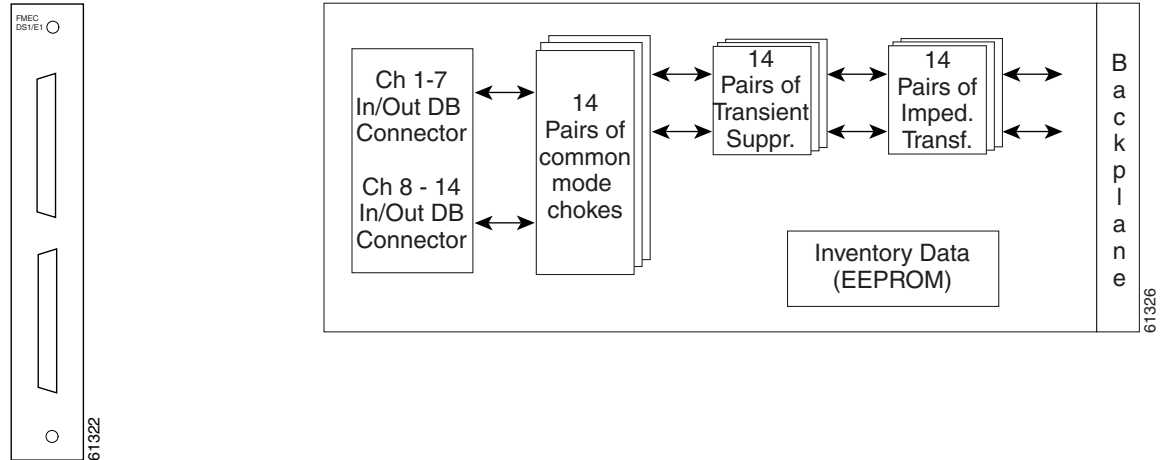 FMEC
DS1/E1
61322
Ch 1-7
In/Out DB
Connector
Ch 8 - 14
In/Out DB
Connector
14
Pairs of
common
mode
chokes
14
Pairs of
Transient
Suppr.
14
Pairs of
Imped.
Transf.
Inventory Data
(EEPROM)
B
a
c
k
p
l
a
n
e
61326